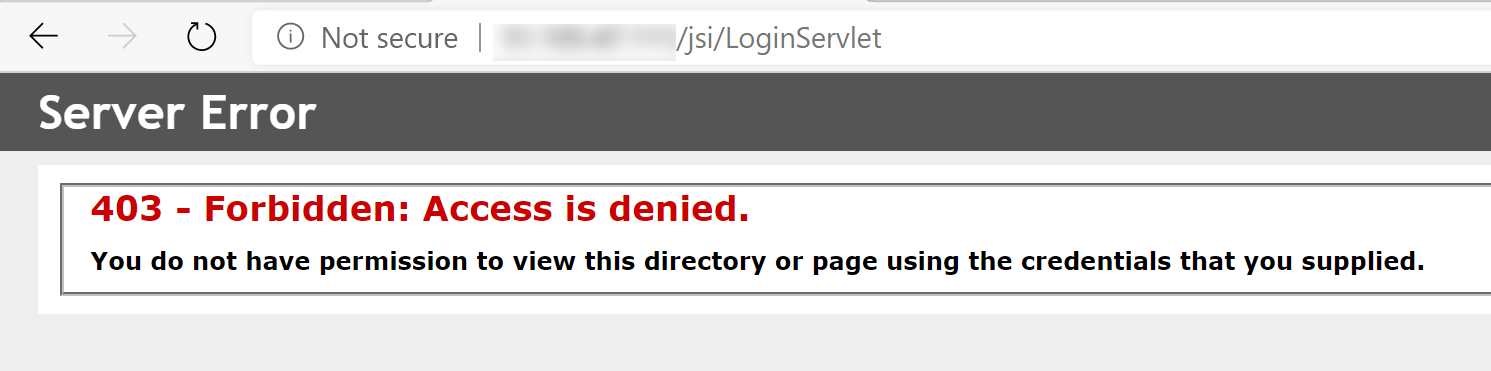 Not secure | /jsi/LoginServlet
Server Error
403 - Forbidden: Access is denied.
You do not have permission to view this directory or page using the credentials that you supplied.